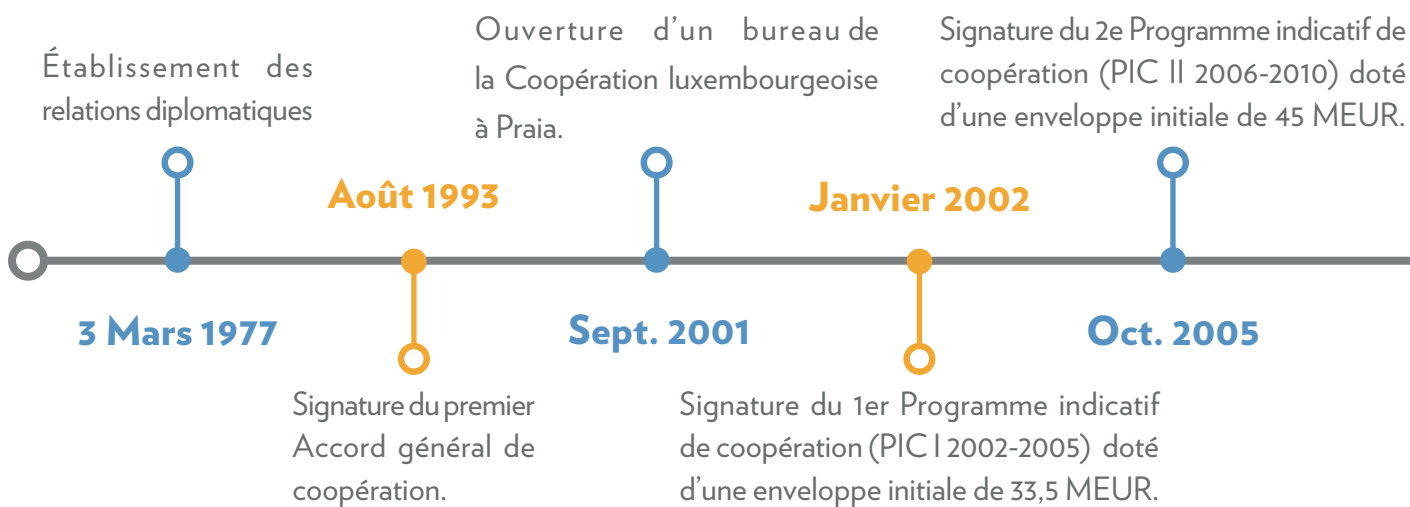 Établissement des
relations diplomatiques
3 Mars 1977
Août 1993
Signature du premier
Accord général de
coopération.
Ouverture d'un bureau de
la Coopération luxembourgeoise
à Praia.
Sept. 2001
Janvier 2002
Signature du 1er Programme indicatif
de coopération (PIC I 2002-2005) doté
d'une enveloppe initiale de 33,5 MEUR.
Signature du 2e Programme indicatif de
coopération (PIC II 2006-2010) doté
d'une enveloppe initiale de 45 MEUR.
Oct. 2005